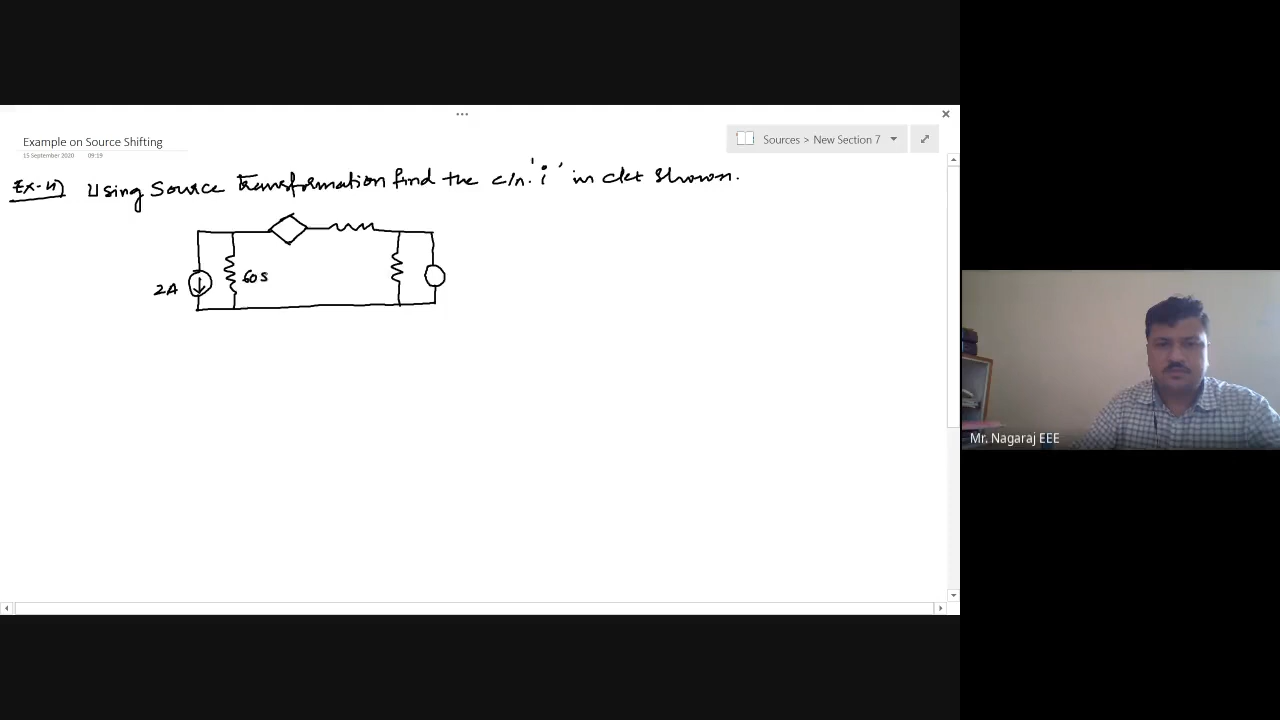 Example on Source Shifting
15 September 2020 09:19
Sources > New Section 7
Ex-4) Using Source transformation find the c/n. 'i' in ckt shown.
60s
2A
Mr. Nagaraj EEE